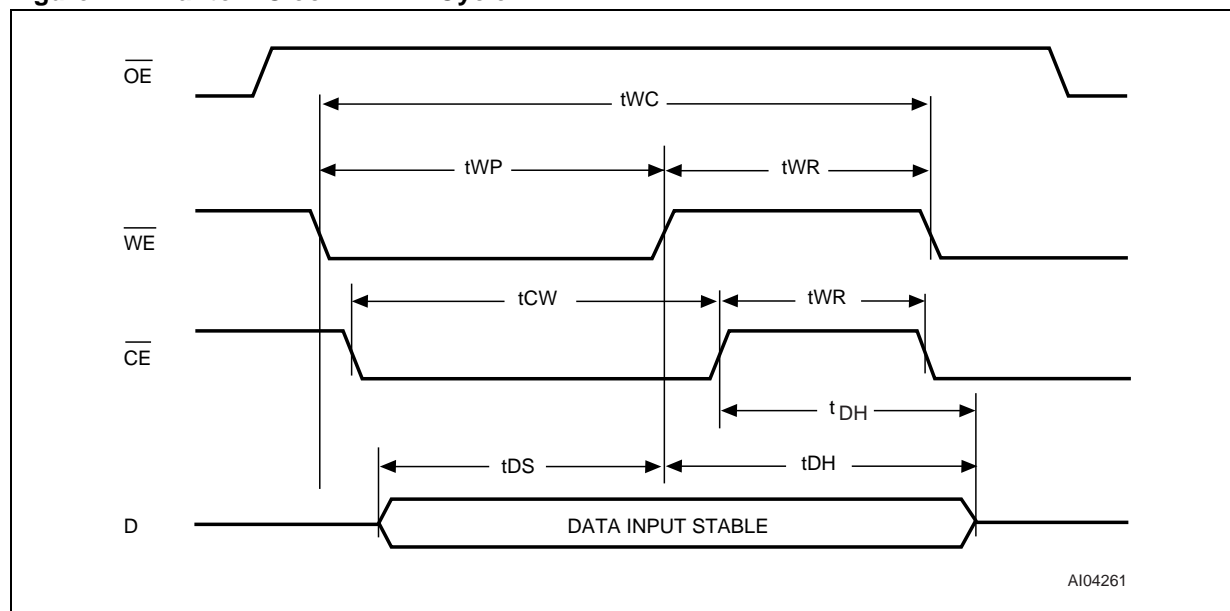 OE
tWC
tWP
tWR
WE
tCW
tWR
CE
t DH
tDS
tDH
D
DATA INPUT STABLE
AI04261